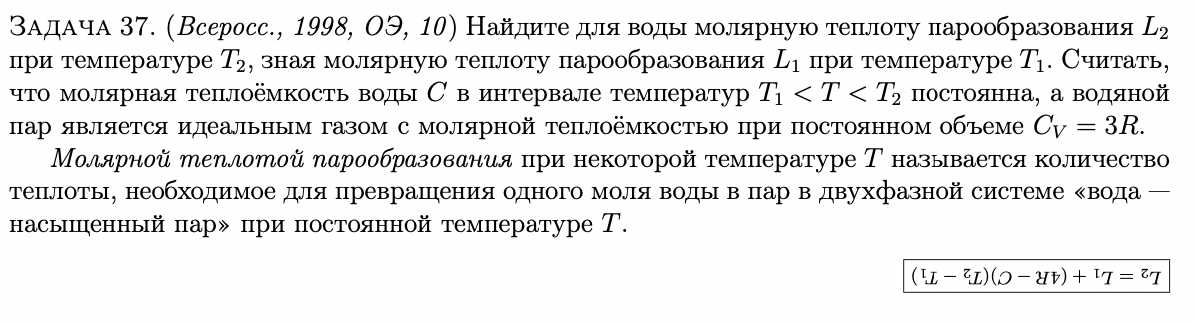 Задача 37. (Всеросс., 1998, ОЭ, 10) Найдите для воды молярную теплоту парообразования L₂
при температуре T₂, зная молярную теплоту парообразования L₁ при температуре T₁. Считать,
что молярная теплоёмкость воды C в интервале температур T₁ < T < T₂ постоянна, а водяной
пар является идеальным газом с молярной теплоёмкостью при постоянном объеме C_V = 3R.
Молярной теплотой парообразования при некоторой температуре T называется количество
теплоты, необходимое для превращения одного моля воды в пар в двухфазной системе «вода —
насыщенный пар» при постоянной температуре T.
L₂ = L₁ + (4R − C)(T₂ − T₁)